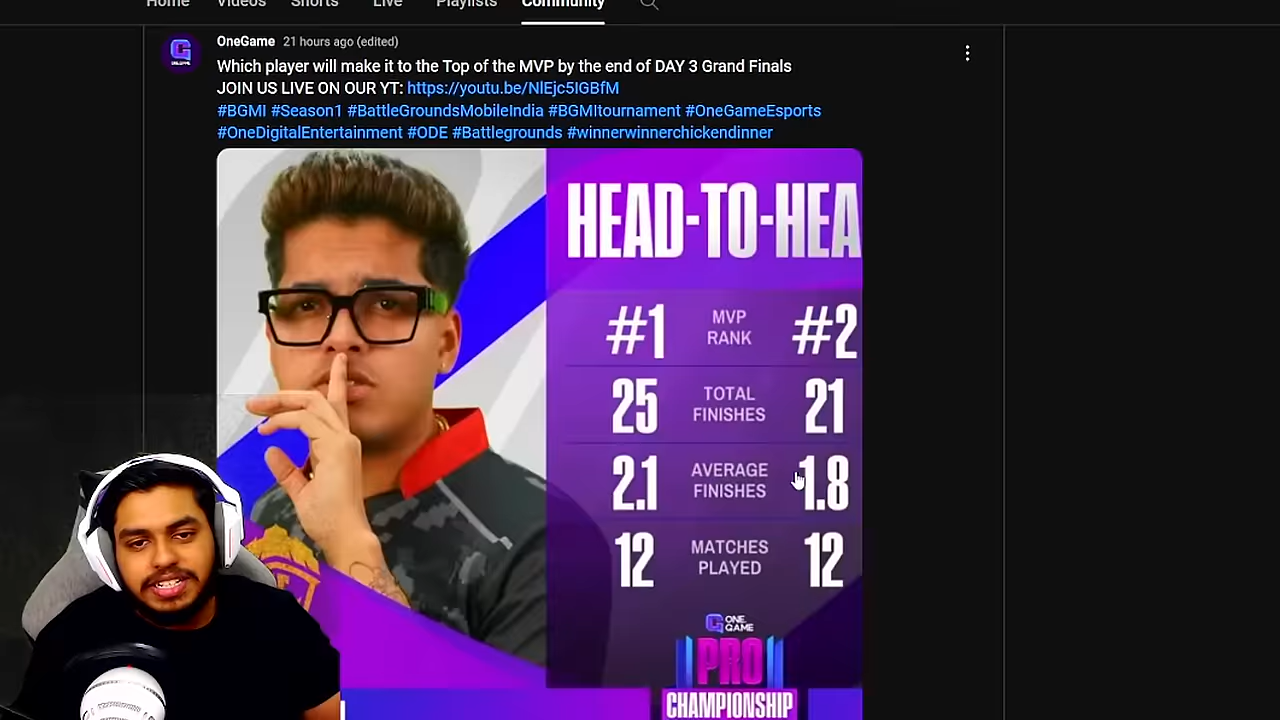 Home Videos Shorts Live Playlists Community
OneGame 21 hours ago (edited)
Which player will make it to the Top of the MVP by the end of DAY 3 Grand Finals
JOIN US LIVE ON OUR YT: https://youtu.be/NlEjc5IGBfM
#BGMI #Season1 #BattleGroundsMobileIndia #BGMItournament #OneGameEsports
#OneDigitalEntertainment #ODE #Battlegrounds #winnerwinnerchickendinner
HEAD-TO-HEA
#1 MVP RANK #2
25 TOTAL FINISHES 21
2.1 AVERAGE FINISHES 1.8
12 MATCHES PLAYED 12
ONE.
GAME
PRO
CHAMPIONSHIP